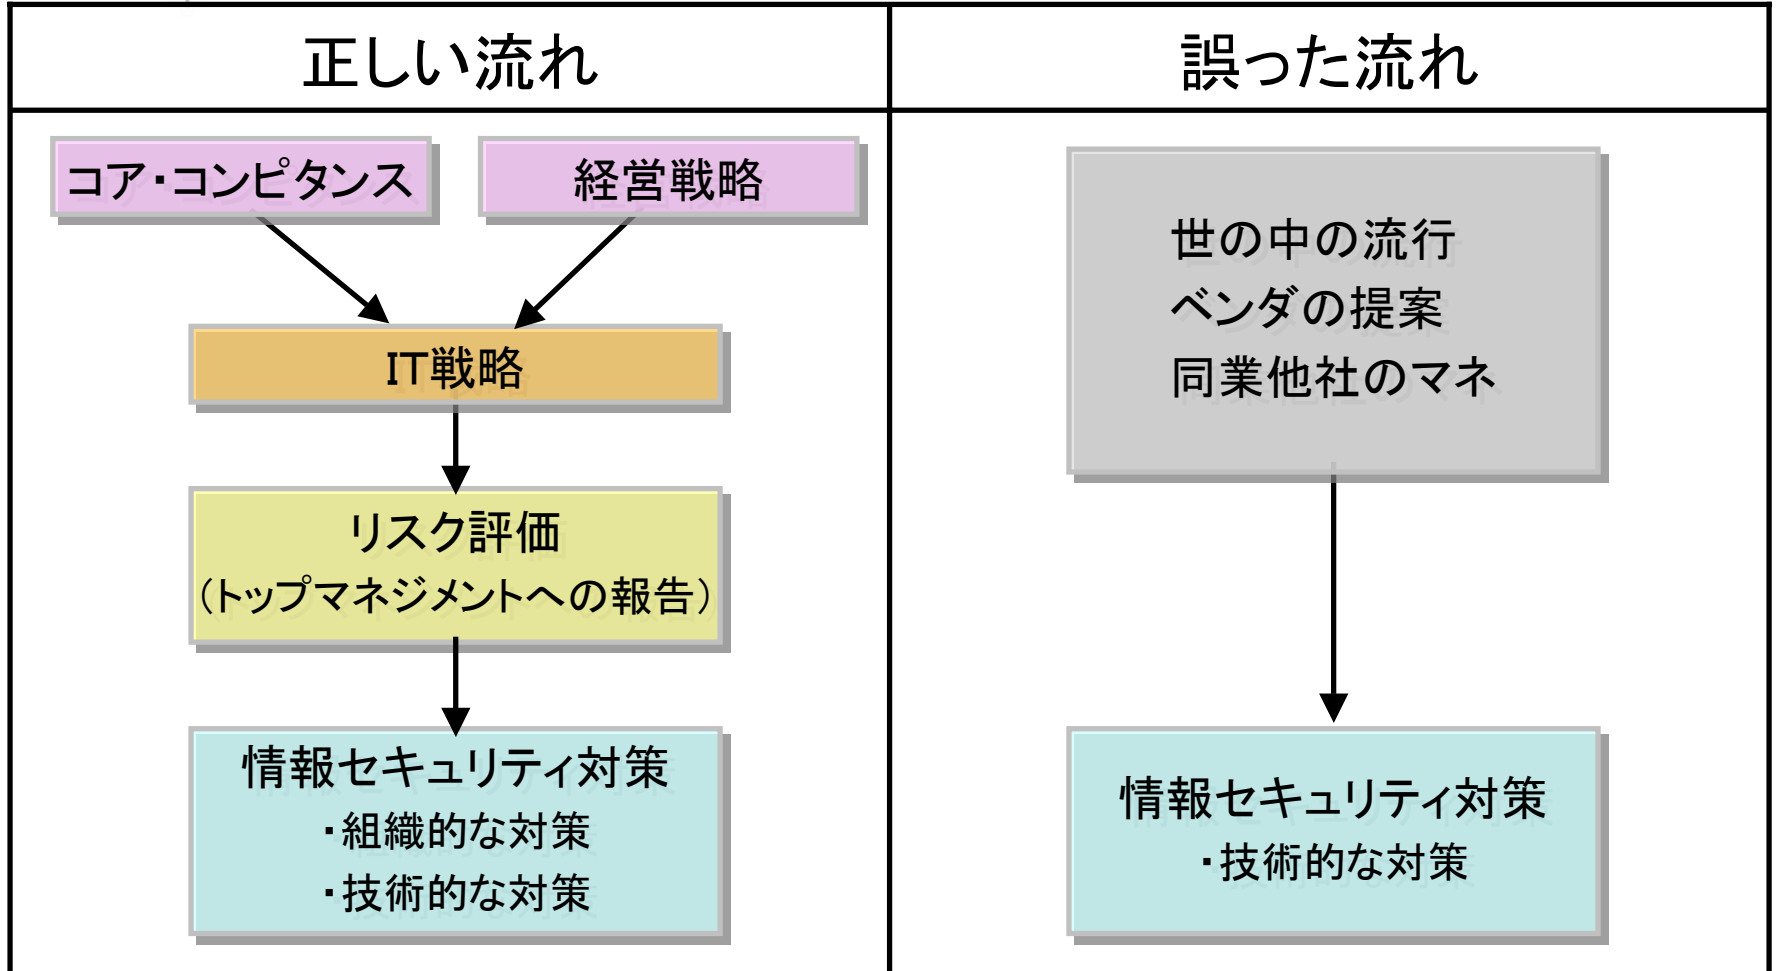 正しい流れ
誤った流れ
コア・コンピタンス
経営戦略
IT戦略
リスク評価
（トップマネジメントへの報告）
情報セキュリティ対策
・組織的な対策
・技術的な対策
世の中の流行
ベンダの提案
同業他社のマネ
情報セキュリティ対策
・技術的な対策